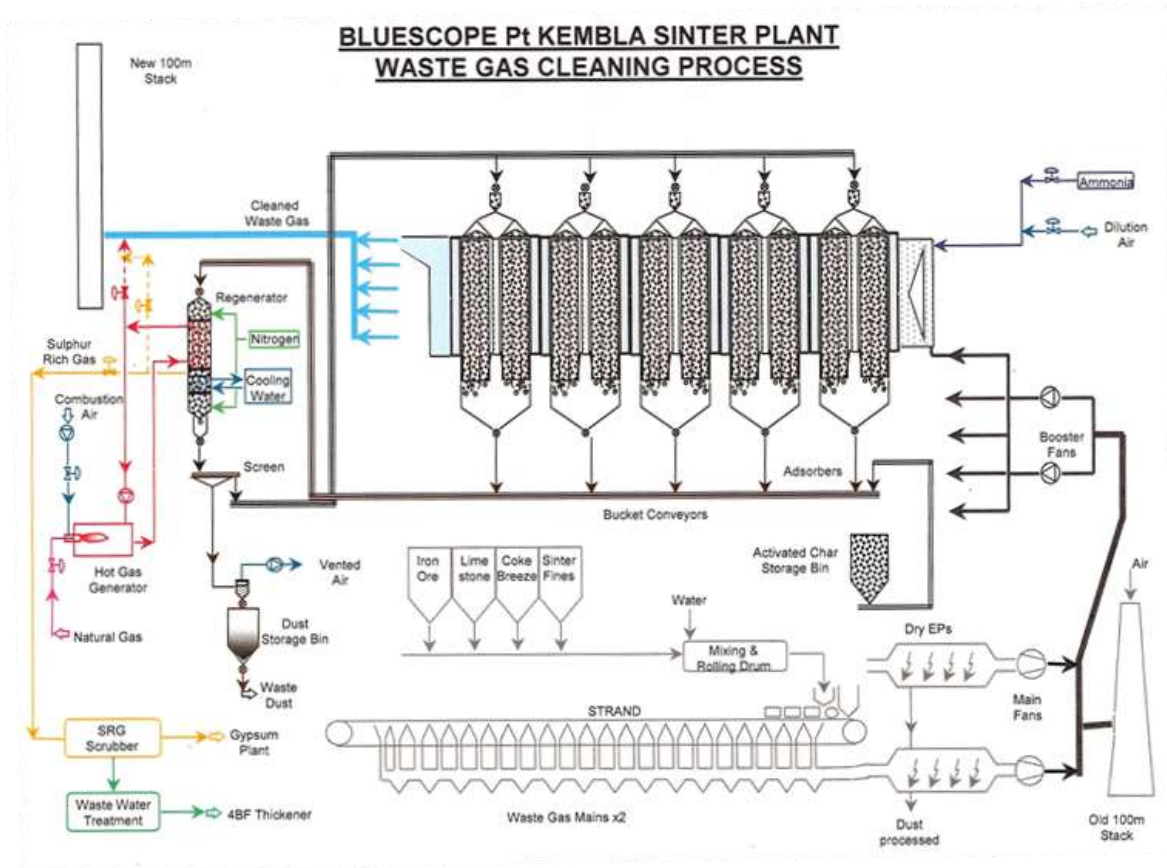 BLUESCOPE Pt KEMBLA SINTER PLANT
WASTE GAS CLEANING PROCESS
New 100m
Stack
Cleaned
Waste Gas
Ammonia
Dilution
Air
Regenerator
Nitrogen
Cooling
Water
Sulphur
Rich Gas
Combustion
Air
Screen
Adsorbers
Booster
Fans
Bucket Conveyors
Hot Gas
Generator
Natural Gas
Vented
Air
Dust
Storage Bin
Waste
Dust
Iron
Ore
Lime
stone
Coke
Breeze
Sinter
Fines
Activated Char
Storage Bin
Water
Mixing &
Rolling Drum
Air
Dry EPs
Main
Fans
STRAND
SRG
Scrubber
Gypsum
Plant
Waste Water
Treatment
4BF Thickener
Waste Gas Mains x2
Dust
processed
Old 100m
Stack